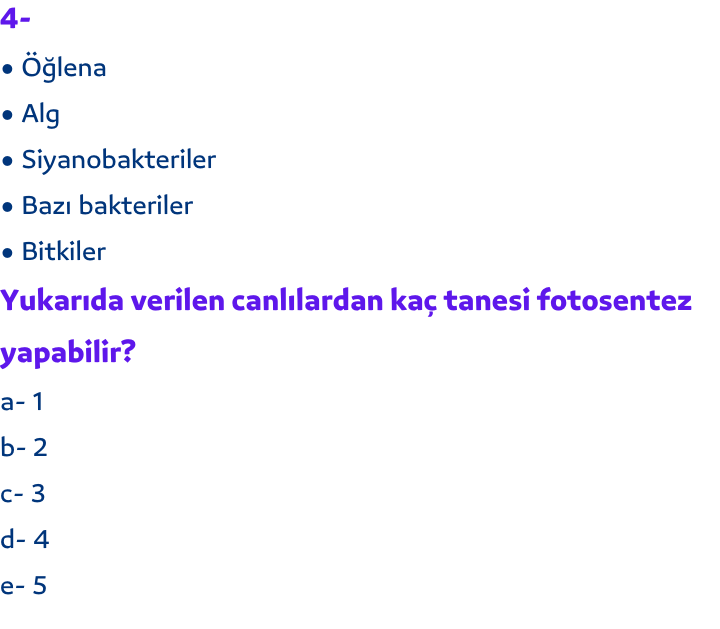 4-
• Öğlena
• Alg
• Siyanobakteriler
• Bazı bakteriler
• Bitkiler
Yukarıda verilen canlılardan kaç tanesi fotosentez
yapabilir?
a- 1
b- 2
c- 3
d- 4
e- 5